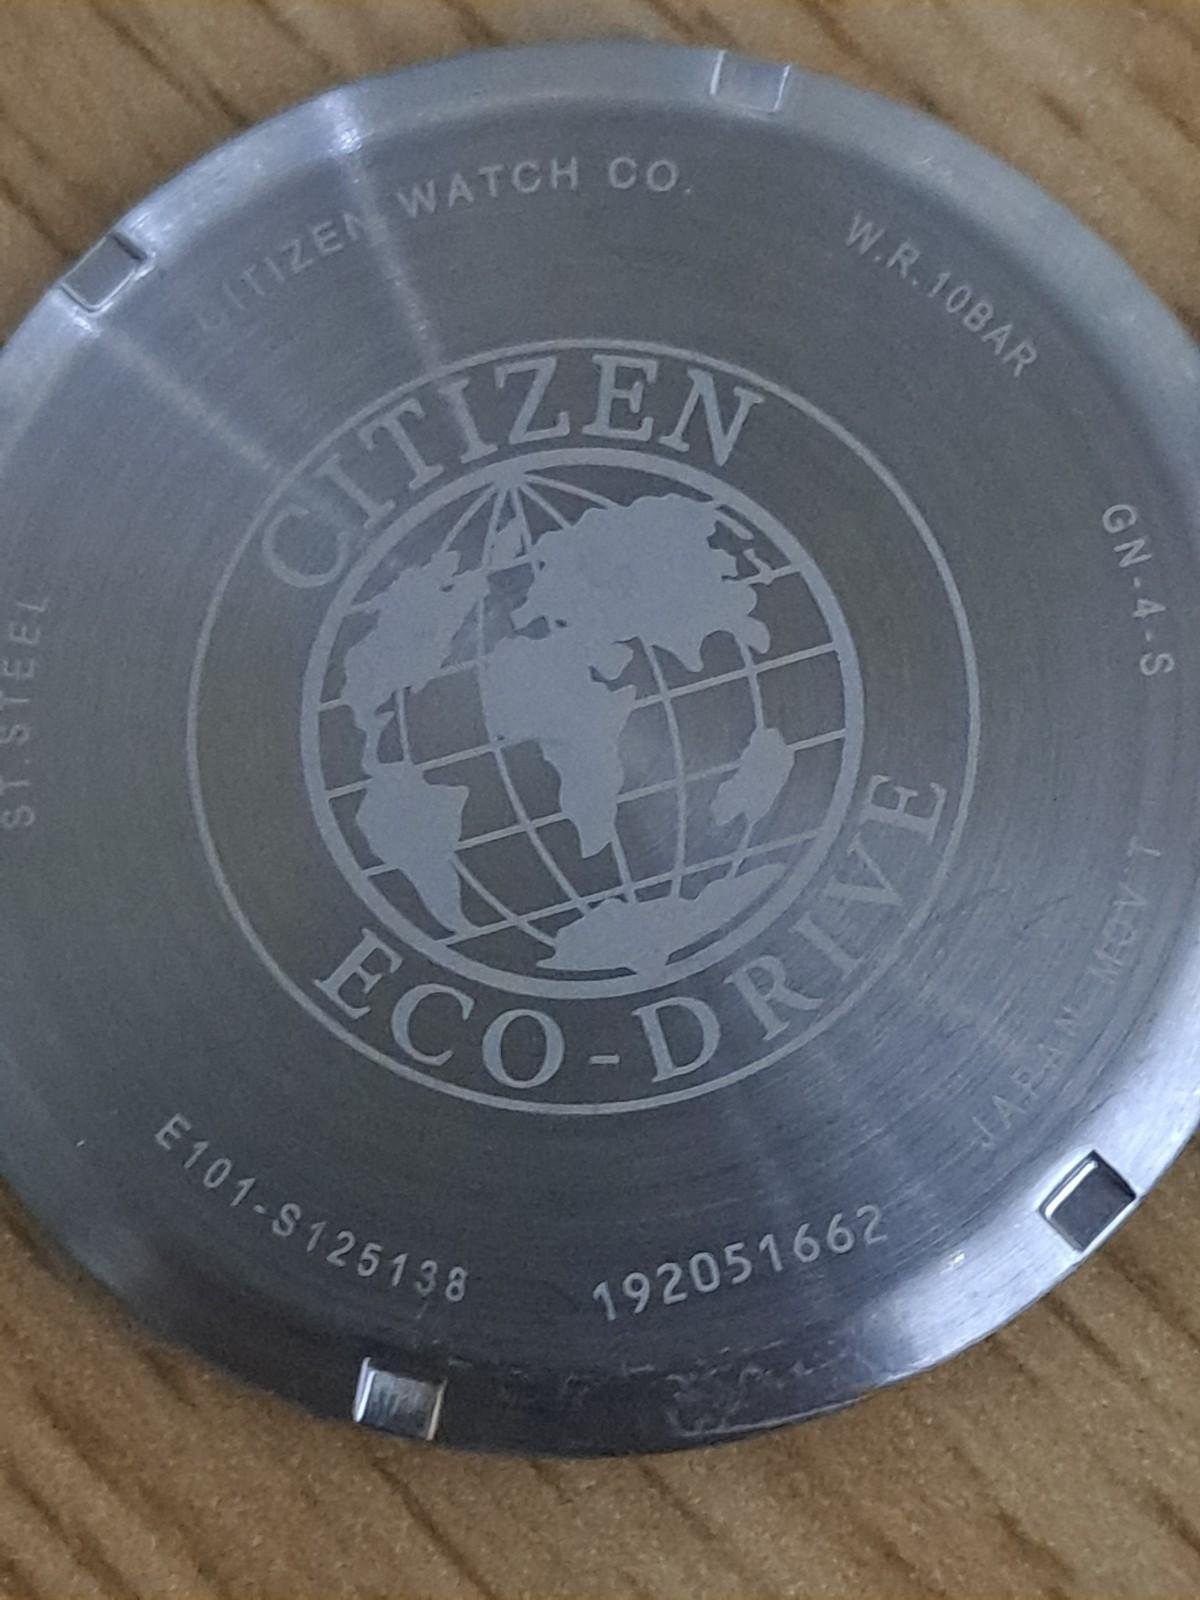 CITIZEN WATCH CO.
W.R.10BAR
GN-4-S
JAPAN MOV'T
192051662
E101-S125138
ST.STEEL
CITIZEN
ECO-DRIVE